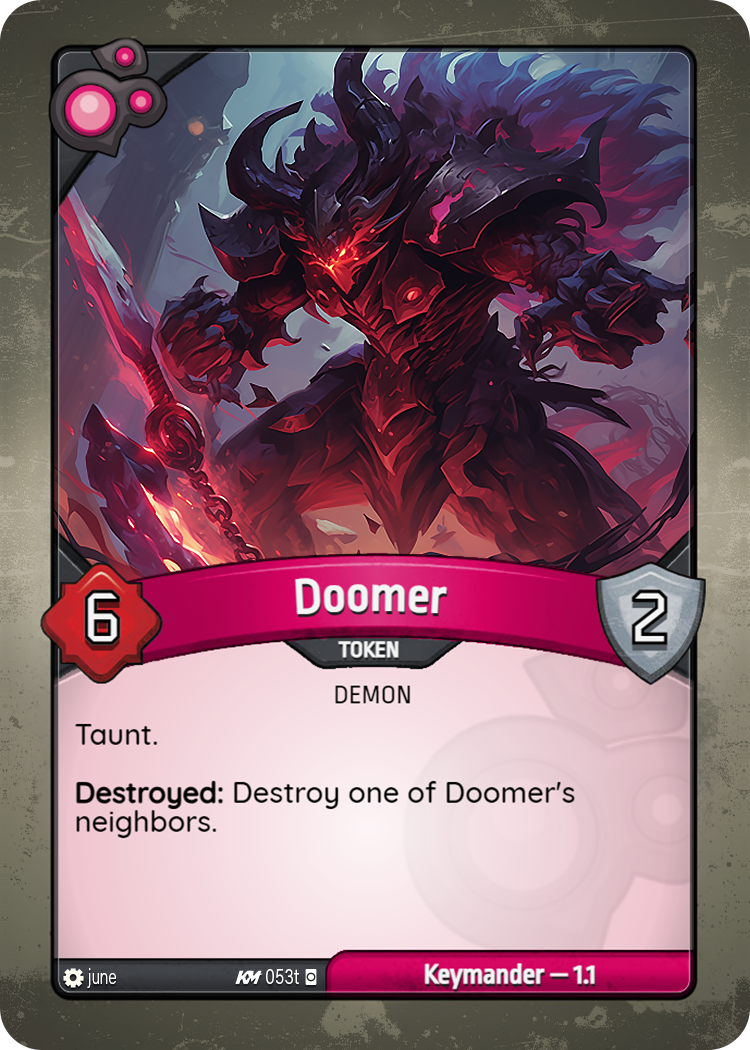 Doomer
6
2
TOKEN
DEMON
Taunt.
Destroyed: Destroy one of Doomer's
neighbors.
june
KM 053t
Keymander — 1.1